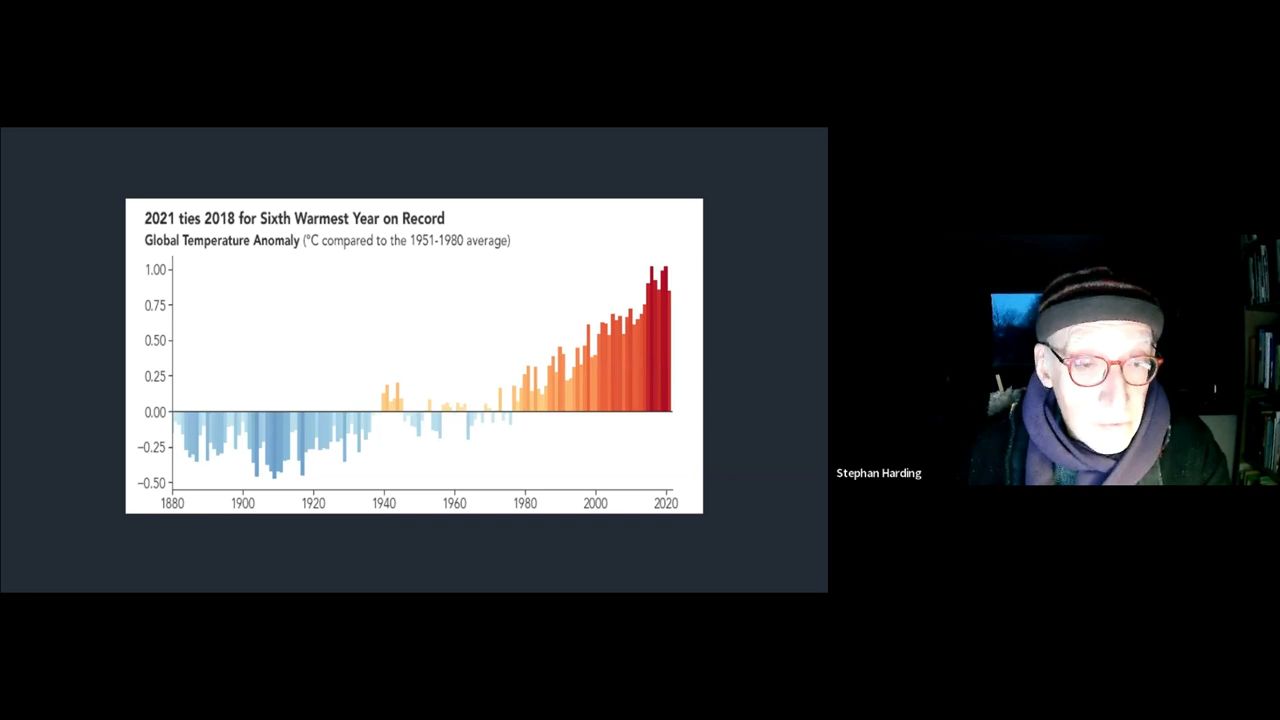 2021 ties 2018 for Sixth Warmest Year on Record
Global Temperature Anomaly (°C compared to the 1951-1980 average)
1.00
0.75
0.50
0.25
0.00
−0.25
−0.50
1880 1900 1920 1940 1960 1980 2000 2020
Stephan Harding